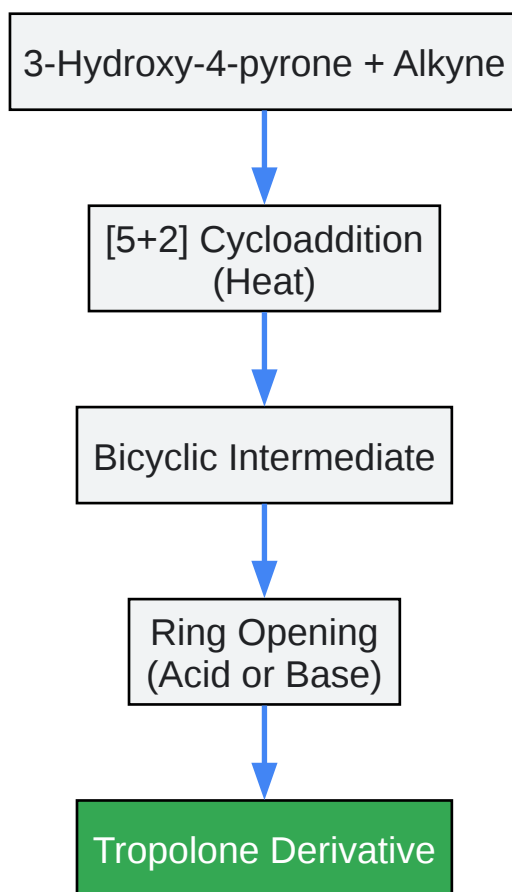 3-Hydroxy-4-pyrone + Alkyne
[5+2] Cycloaddition
(Heat)
Bicyclic Intermediate
Ring Opening
(Acid or Base)
Tropolone Derivative